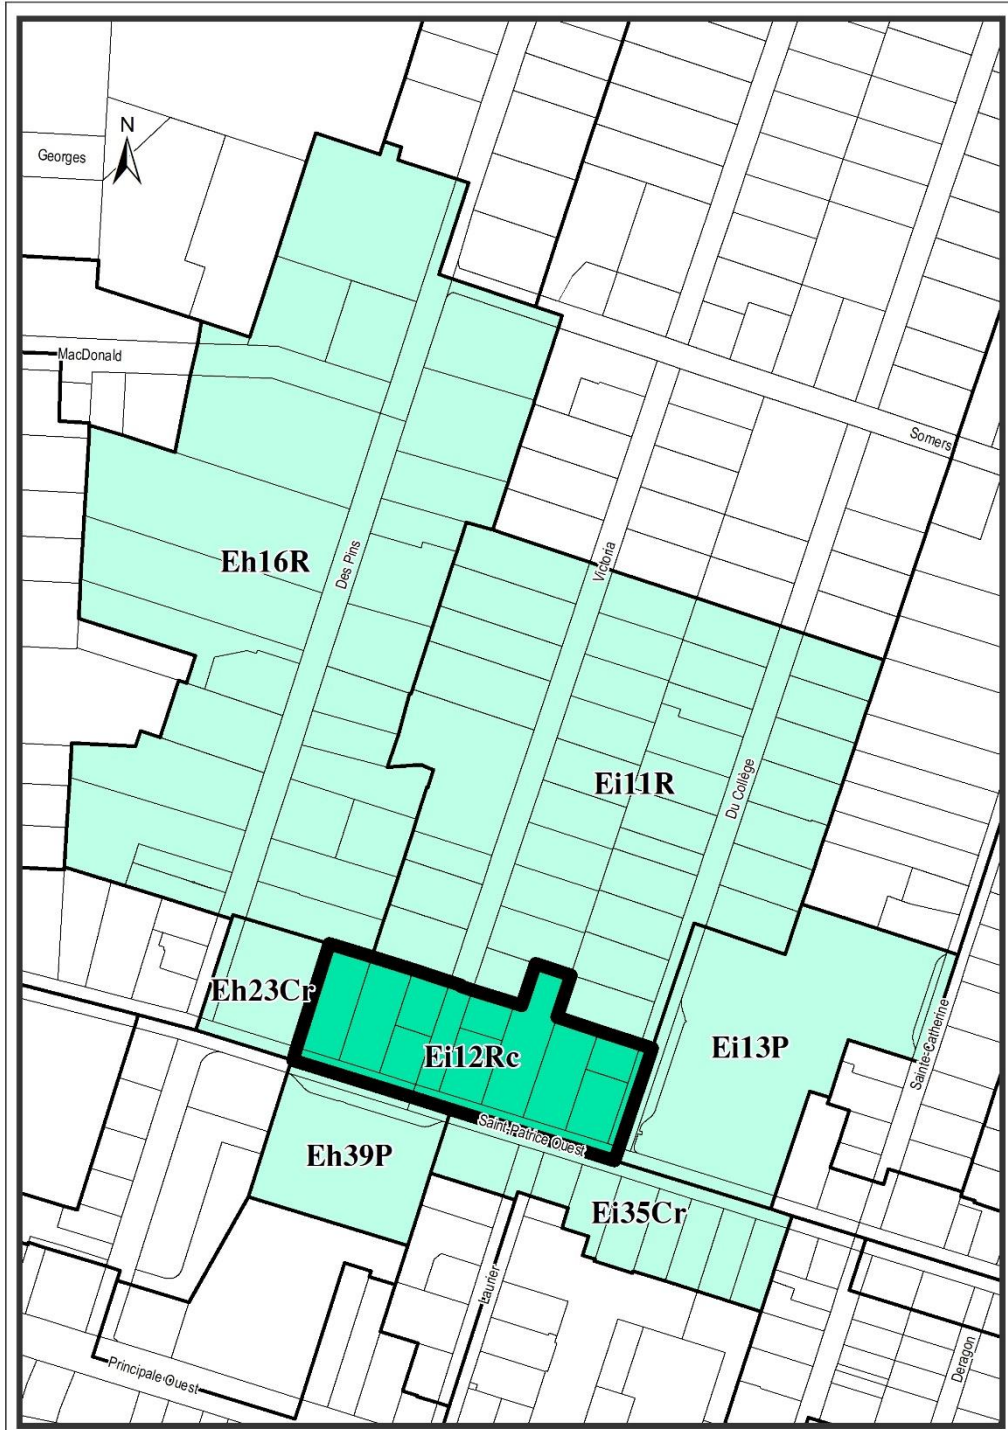 N
Georges
MacDonald
Somers
Eh16R
Des Pins
Victoria
Ei11R
Du Collège
Eh23Cr
Ei12Rc
Ei13P
Sainte-Catherine
Saint-Patrice Ouest
Eh39P
Ei35Cr
Laurier
Deragon
Principale Ouest